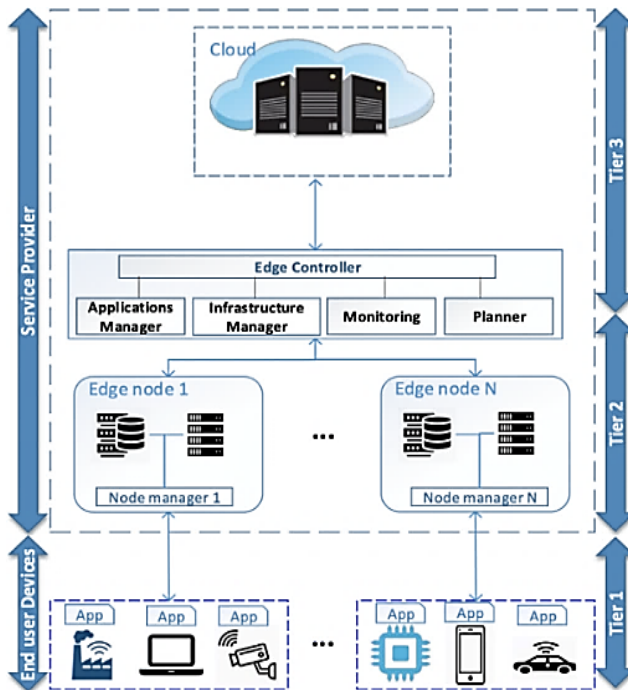 Cloud
Tier 3
Service Provider
Edge Controller
Applications
Manager
Infrastructure
Manager
Monitoring
Planner
Edge node 1
...
Edge node N
Tier 2
Node manager 1
Node manager N
End user Devices
App
App
App
...
App
App
App
Tier 1